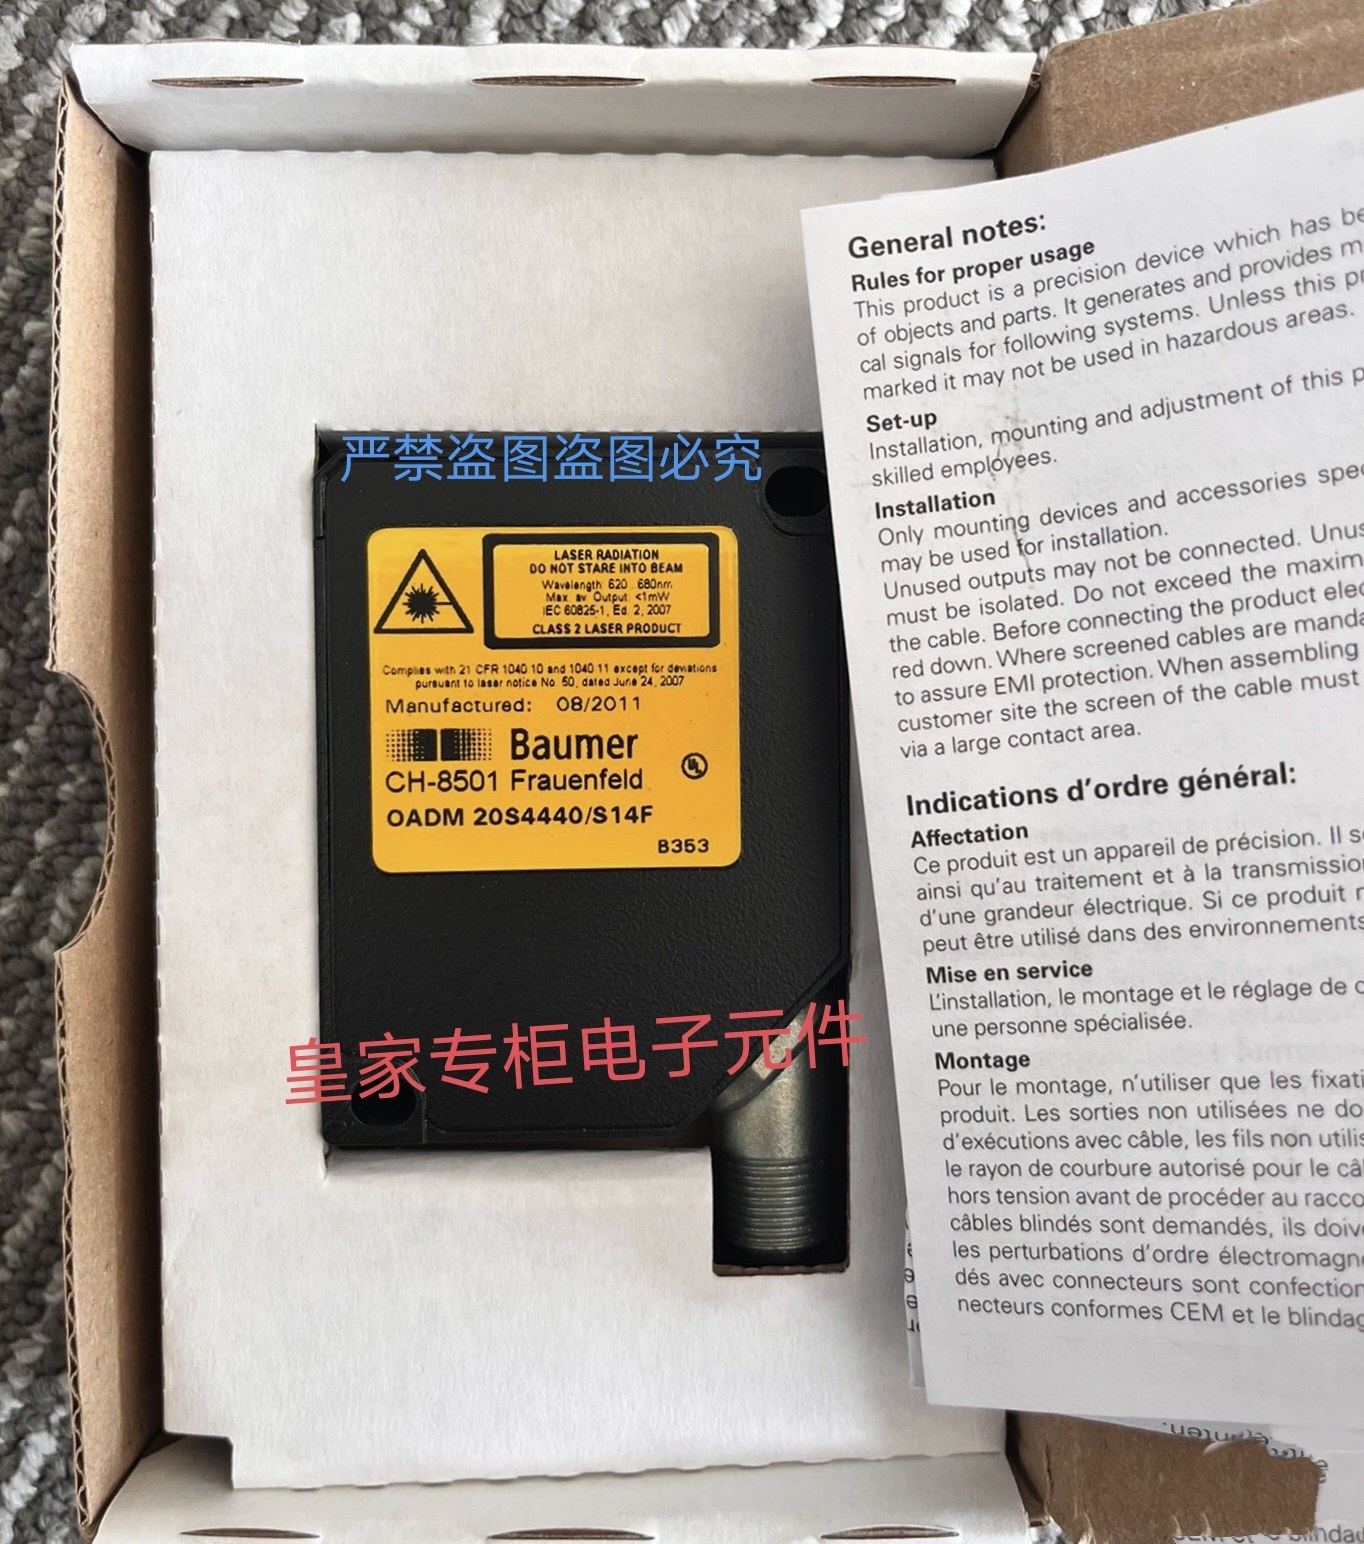 严禁盗图盗图必究
LASER RADIATION
DO NOT STARE INTO BEAM
Wavelength 620 . 680nm
Max. av Output <1mW
IEC 60825-1, Ed. 2, 2007
CLASS 2 LASER PRODUCT
Complies with 21 CFR 1040 10 and 1040 11 except for deviations
pursuant to laser notice No. 50, dated June 24, 2007
Manufactured: 08/2011
Baumer
CH-8501 Frauenfeld
UL
OADM 20S4440/S14F
B353
皇家专柜电子元件
General notes:
Rules for proper usage
This product is a precision device which has be
of objects and parts. It generates and provides m
cal signals for following systems. Unless this pr
marked it may not be used in hazardous areas.
Set-up
Installation, mounting and adjustment of this p
skilled employees.
Installation
Only mounting devices and accessories spec
may be used for installation.
Unused outputs may not be connected. Unus
must be isolated. Do not exceed the maxim
the cable. Before connecting the product elec
red down. Where screened cables are manda
to assure EMI protection. When assembling
customer site the screen of the cable must
via a large contact area.
Indications d'ordre général:
Affectation
Ce produit est un appareil de précision. Il s
ainsi qu'au traitement et à la transmission
d'une grandeur électrique. Si ce produit n
peut être utilisé dans des environnements
Mise en service
L'installation, le montage et le réglage de c
une personne spécialisée.
Montage
Pour le montage, n'utiliser que les fixati
produit. Les sorties non utilisées ne do
d'exécutions avec câble, les fils non utilis
le rayon de courbure autorisé pour le câ
hors tension avant de procéder au racco
câbles blindés sont demandés, ils doive
les perturbations d'ordre électromagne
dés avec connecteurs sont confection
necteurs conformes CEM et le blindag